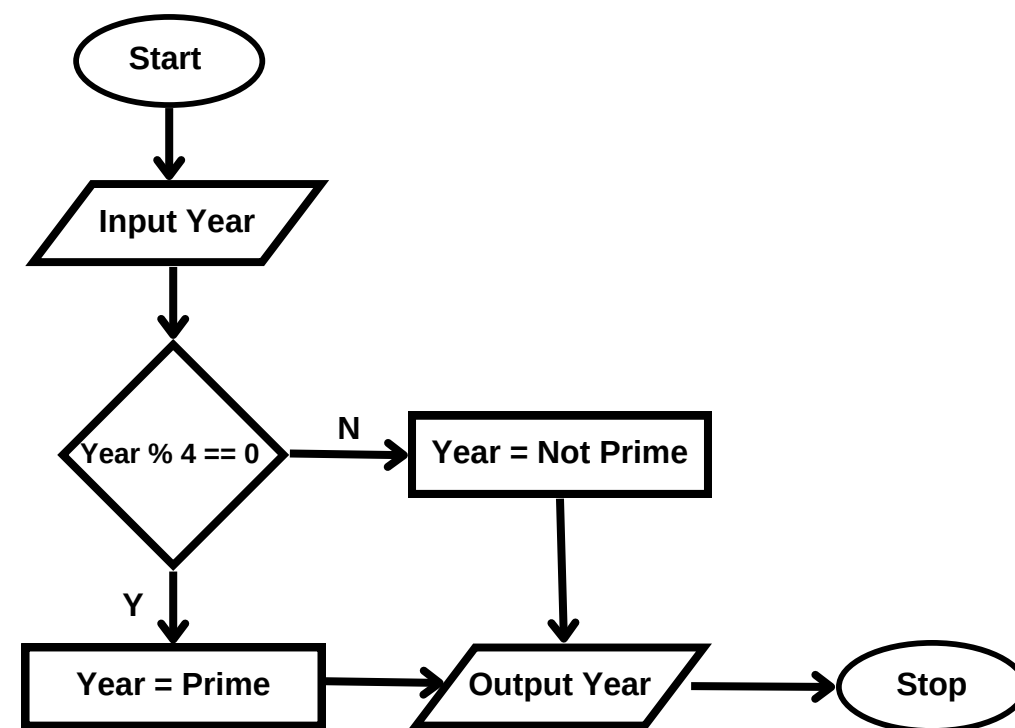 Start
Input Year
Year % 4 == 0
N
Year = Not Prime
Y
Year = Prime
Output Year
Stop